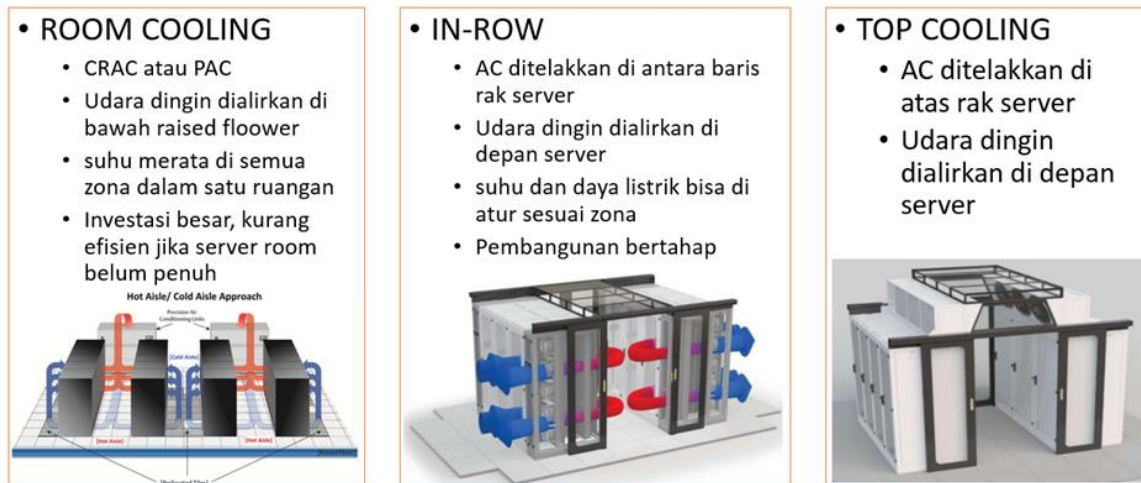 • ROOM COOLING
• CRAC atau PAC
• Udara dingin dialirkan di
bawah raised floower
• suhu merata di semua
zona dalam satu ruangan
• Investasi besar, kurang
efisien jika server room
belum penuh
Hot Aisle/ Cold Aisle Approach
Precision Air
Conditioning Units
[Cold Aisle]
[Hot Aisle]
[Hot Aisle]
• IN-ROW
• AC ditelakkan di antara baris
rak server
• Udara dingin dialirkan di
depan server
• suhu dan daya listrik bisa di
atur sesuai zona
• Pembangunan bertahap
• TOP COOLING
• AC ditelakkan di
atas rak server
• Udara dingin
dialirkan di depan
server